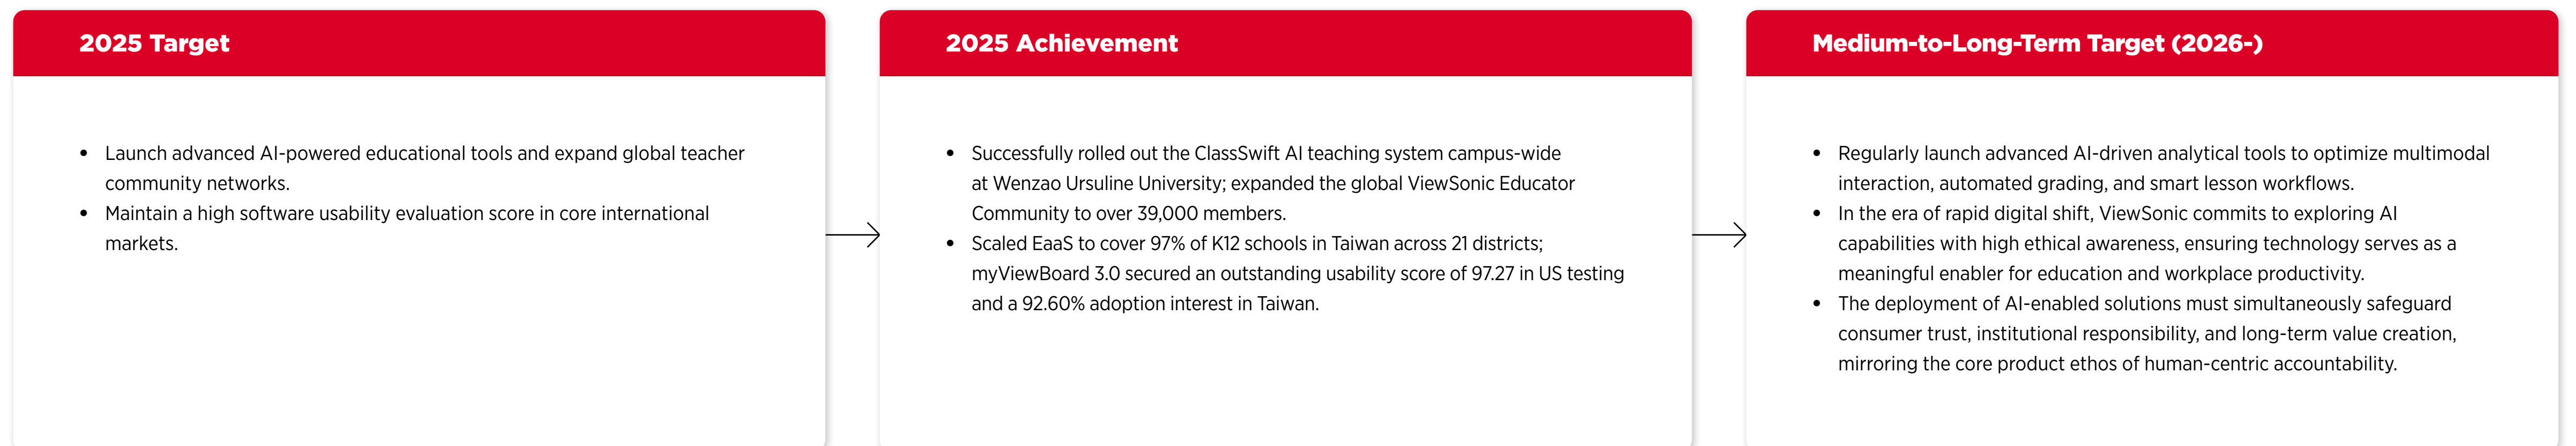 2025 Target
• Launch advanced AI-powered educational tools and expand global teacher
community networks.
• Maintain a high software usability evaluation score in core international
markets.
2025 Achievement
• Successfully rolled out the ClassSwift AI teaching system campus-wide
at Wenzao Ursuline University; expanded the global ViewSonic Educator
Community to over 39,000 members.
• Scaled EaaS to cover 97% of K12 schools in Taiwan across 21 districts;
myViewBoard 3.0 secured an outstanding usability score of 97.27 in US testing
and a 92.60% adoption interest in Taiwan.
Medium-to-Long-Term Target (2026-)
• Regularly launch advanced AI-driven analytical tools to optimize multimodal
interaction, automated grading, and smart lesson workflows.
• In the era of rapid digital shift, ViewSonic commits to exploring AI
capabilities with high ethical awareness, ensuring technology serves as a
meaningful enabler for education and workplace productivity.
• The deployment of AI-enabled solutions must simultaneously safeguard
consumer trust, institutional responsibility, and long-term value creation,
mirroring the core product ethos of human-centric accountability.